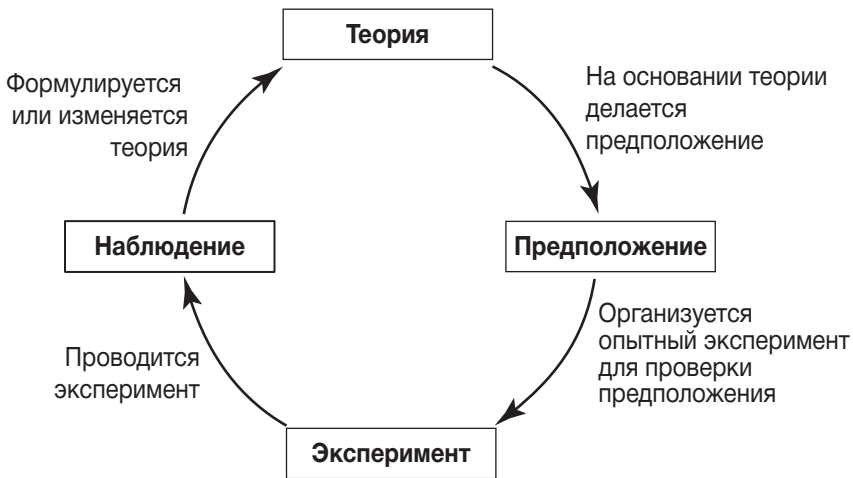 Теория
Формулируется
или изменяется
теория
На основании теории
делается
предположение
Наблюдение
Предположение
Проводится
эксперимент
Организуется
опытный эксперимент
для проверки
предположения
Эксперимент